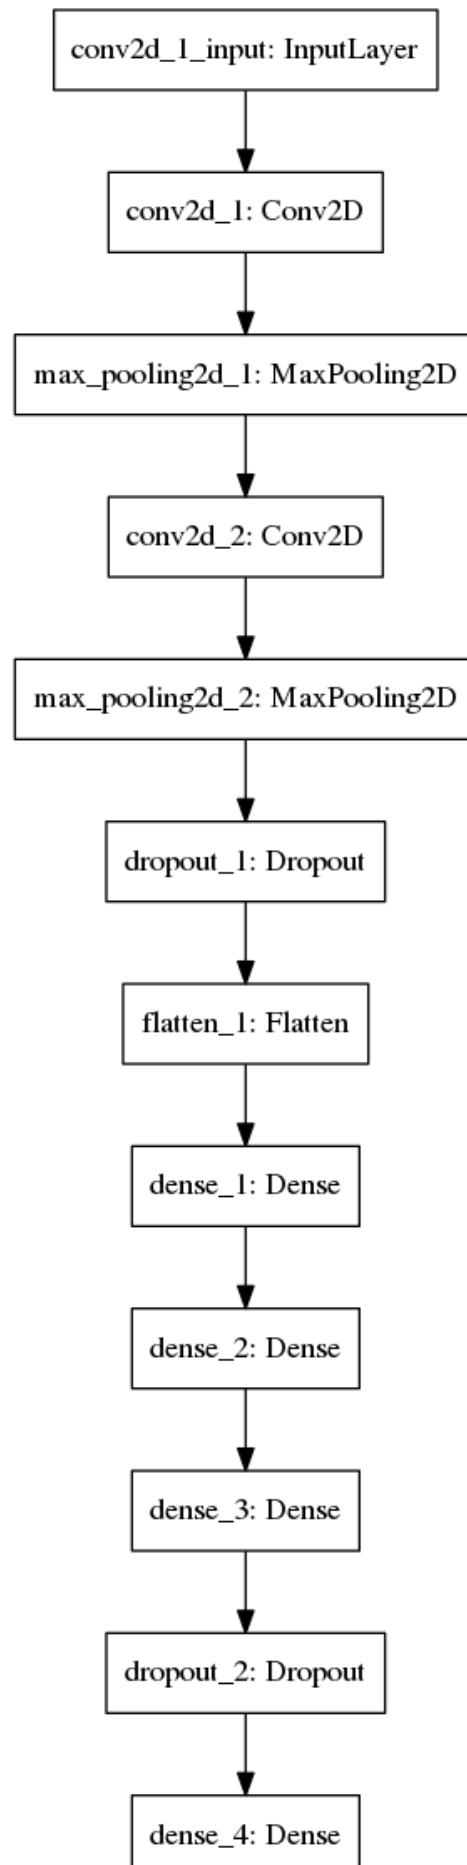 conv2d_1_input: InputLayer
conv2d_1: Conv2D
max_pooling2d_1: MaxPooling2D
conv2d_2: Conv2D
max_pooling2d_2: MaxPooling2D
dropout_1: Dropout
flatten_1: Flatten
dense_1: Dense
dense_2: Dense
dense_3: Dense
dropout_2: Dropout
dense_4: Dense